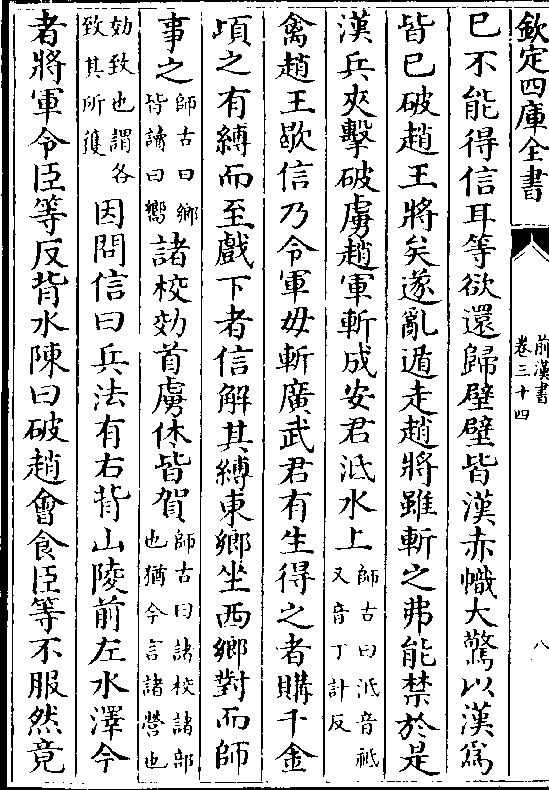 欽定四庫全書
前漢書
卷三十四
八
已不能得信耳等欲還歸壁壁皆漢赤幟大驚以漢爲
皆已破趙王將矣遂亂遁走趙將雖斬之弗能禁於是
漢兵夾擊破虜趙軍斬成安君泜水上師古曰泜音祗又音丁計反
禽趙王歇信乃令軍毋斬廣武君有生得之者購千金
頃之有縛而至戲下者信解其縛東鄉坐西鄉對而師
事之師古曰鄉皆讀曰嚮諸校効首虜休皆賀師古曰諸校諸部也猶今言諸營也
効致也謂各致其所獲因問信曰兵法有右背山陵前左水澤今
者將軍令臣等反背水陳曰破趙會食臣等不服然竟